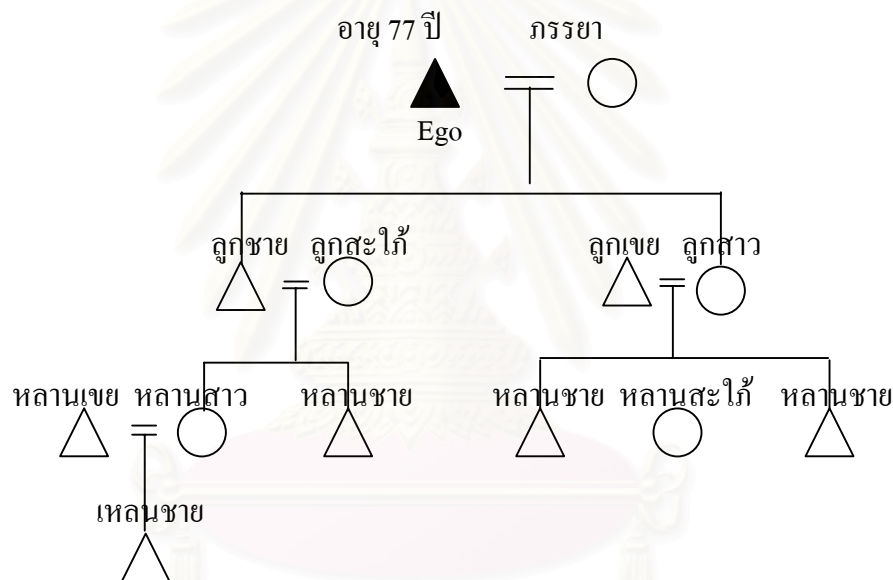 อายุ 77 ปี ภรรยา
Ego
ลูกชาย ลูกสะใภ้ ลูกเขย ลูกสาว
หลานเขย หลานสาว หลานชาย หลานชาย หลานสะใภ้ หลานชาย
เหลนชาย